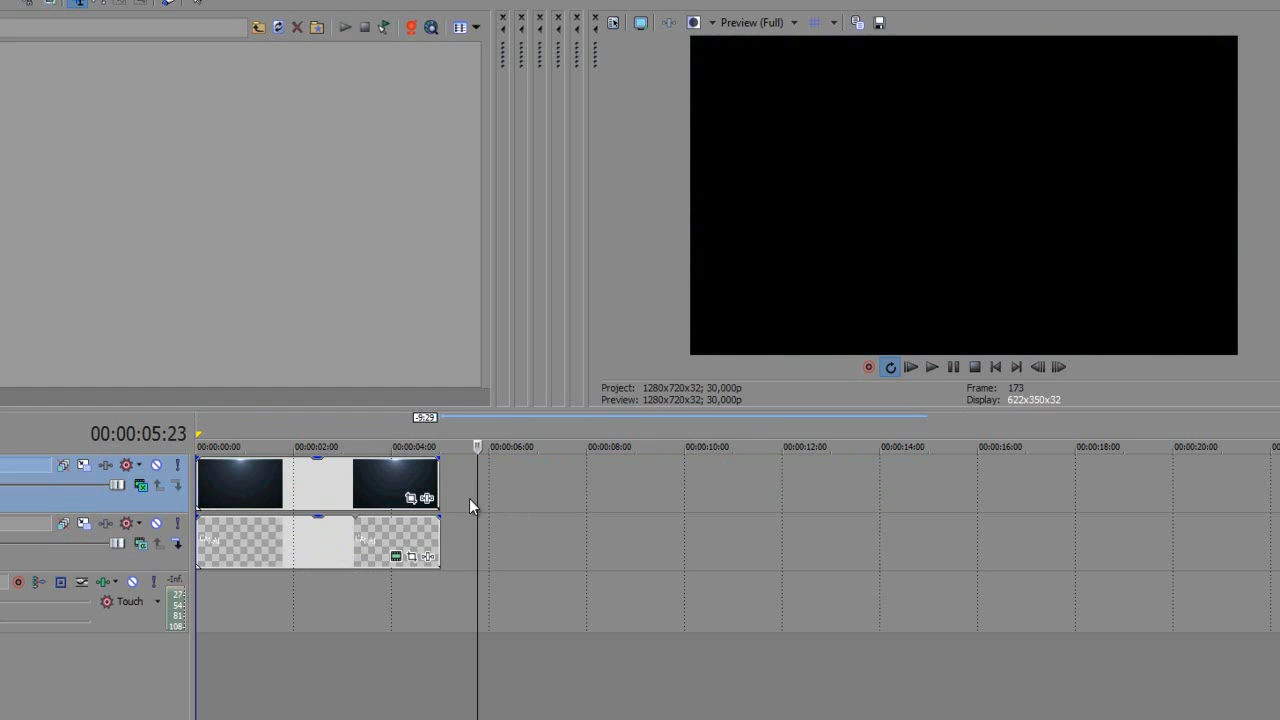 Preview (Full)
Project: 1280x720x32; 30,000p
Preview: 1280x720x32; 30,000p
Frame: 173
Display: 622x350x32
-9:29
00:00:05:23
00:00:00:00
00:00:02:00
00:00:04:00
00:00:06:00
00:00:08:00
00:00:10:00
00:00:12:00
00:00:14:00
00:00:16:00
00:00:18:00
00:00:20:00
00
-Inf.
27
54
Touch
81
108